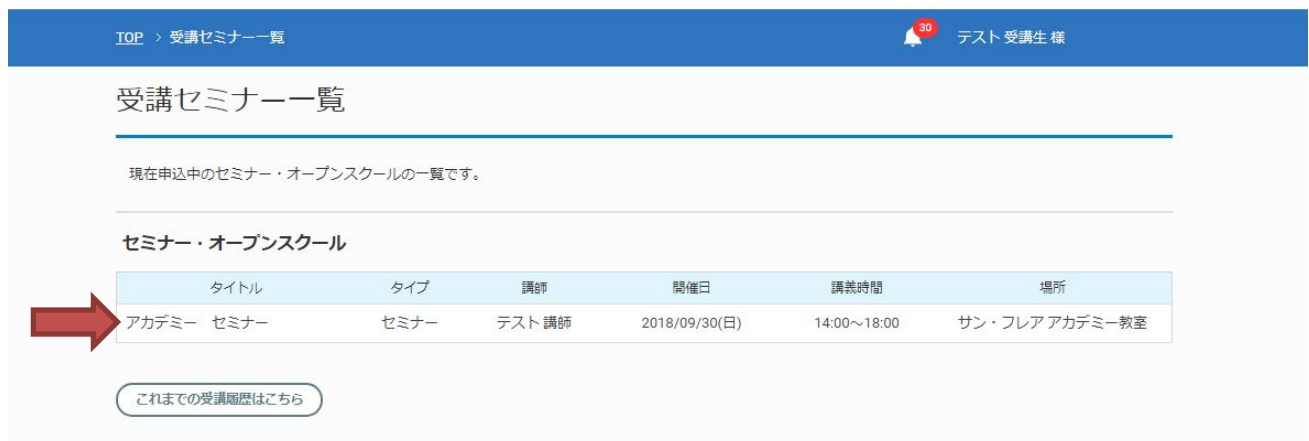 TOP > 受講セミナー一覧
30
テスト 受講生 様
受講セミナー一覧
現在申込中のセミナー・オープンスクールの一覧です。
セミナー・オープンスクール
タイトル タイプ 講師 開催日 講義時間 場所
アカデミー セミナー セミナー テスト 講師 2018/09/30(日) 14:00～18:00 サン・フレア アカデミー教室
これまでの受講履歴はこちら